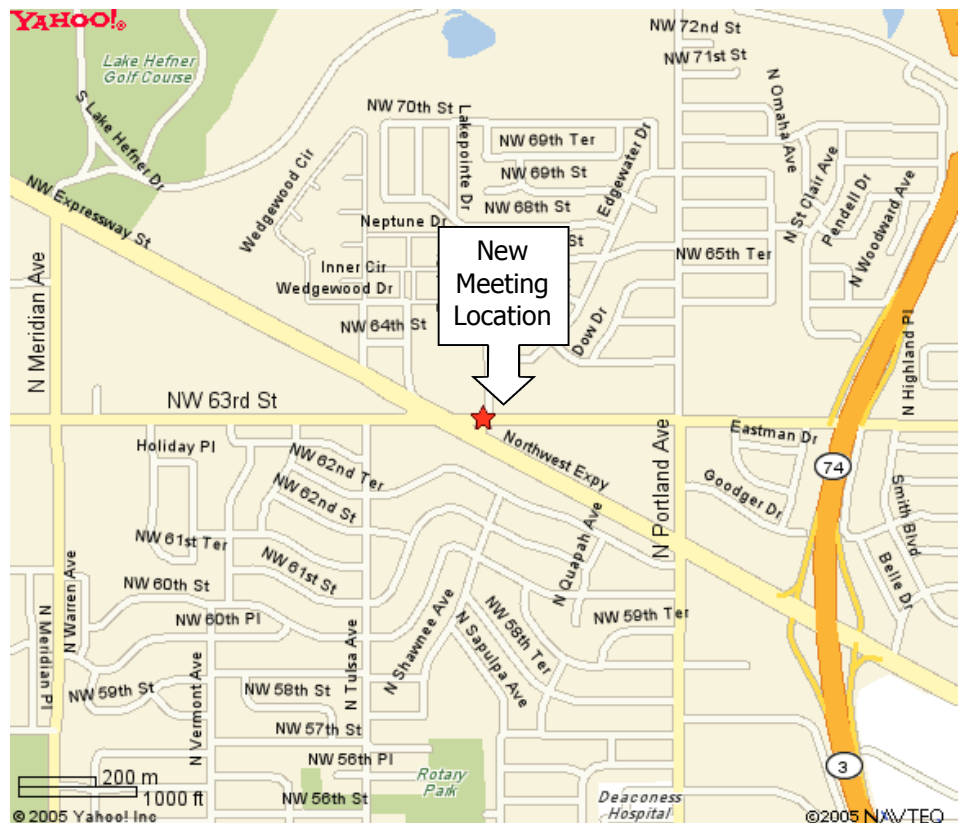 YAHOO!®
Lake Hefner
Golf Course
S Lake Hefner Dr
NW Expressway St
N Meridian Ave
Wedgewood Cir
NW 70th St
Lakepointe Dr
NW 69th Ter
NW 69th St
NW 68th St
Edgewater Dr
NW 72nd St
NW 71st St
N Omaha Ave
N St Clair Ave
Pendell Dr
N Woodward Ave
Neptune Dr
St
Inner Cir
Wedgewood Dr
NW 64th St
NW 65th Ter
Dow Dr
New
Meeting
Location
N Highland Pl
NW 63rd St
Northwest Expy
N Portland Ave
Eastman Dr
74
Goodger Dr
Smith Blvd
Belle Dr
Holiday Pl
NW 62nd Ter
NW 62nd St
NW 61st Ter
NW 61st St
NW 60th St
NW 60th Pl
N Warren Ave
N Meridian Pl
NW 59th St
N Vermont Ave
NW 58th St
N Tulsa Ave
N Shawnee Ave
N Sapulpa Ave
NW 58th Ter
N Quapah Ave
NW 59th Ter
NW 57th St
NW 56th Pl
NW 56th St
Rotary
Park
Deaconess
Hospital
3
200 m
1000 ft
©2005 Yahoo! Inc
©2005 NAVTEQ